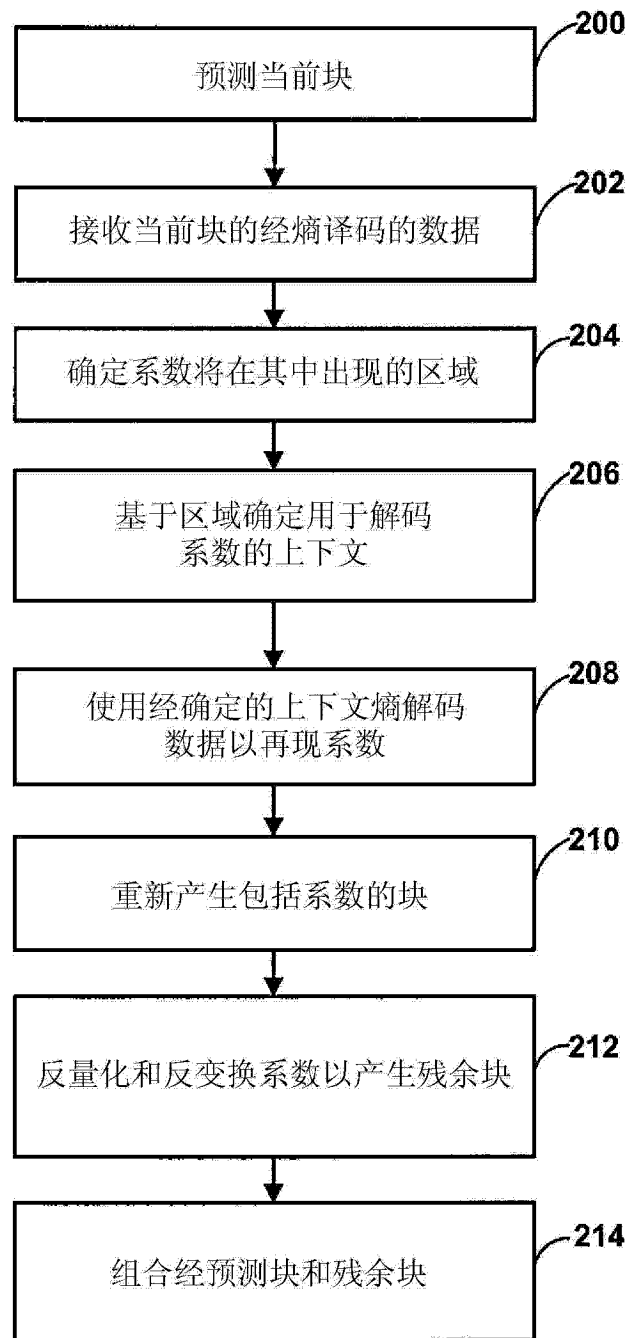 200
预测当前块
202
接收当前块的经熵译码的数据
204
确定系数将在其中出现的区域
206
基于区域确定用于解码
系数的上下文
208
使用经确定的上下文熵解码
数据以再现系数
210
重新产生包括系数的块
212
反量化和反变换系数以产生残余块
214
组合经预测块和残余块